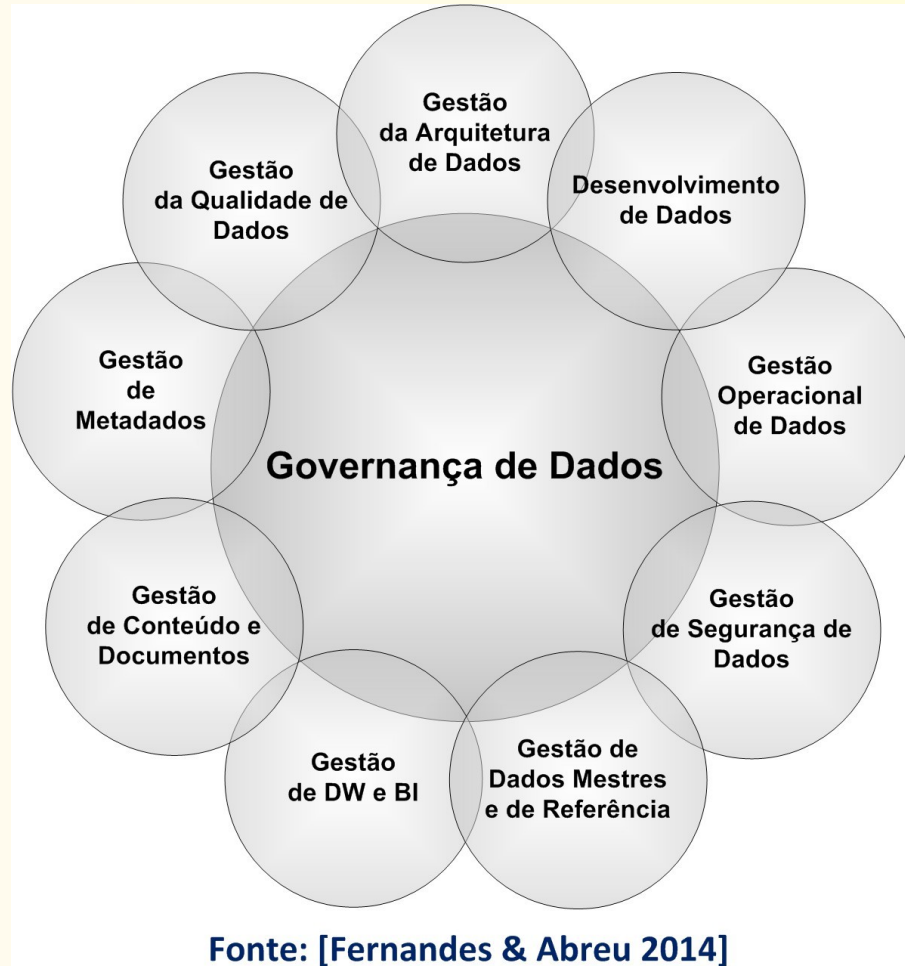 Gestão
da Arquitetura
de Dados
Desenvolvimento
de Dados
Gestão
Operacional
de Dados
Gestão
de Segurança de
Dados
Gestão de
Dados Mestres
e de Referência
Gestão
de DW e BI
Gestão
de Conteúdo e
Documentos
Gestão
de
Metadados
Gestão
da Qualidade de
Dados
Governança de Dados
Fonte: [Fernandes & Abreu 2014]